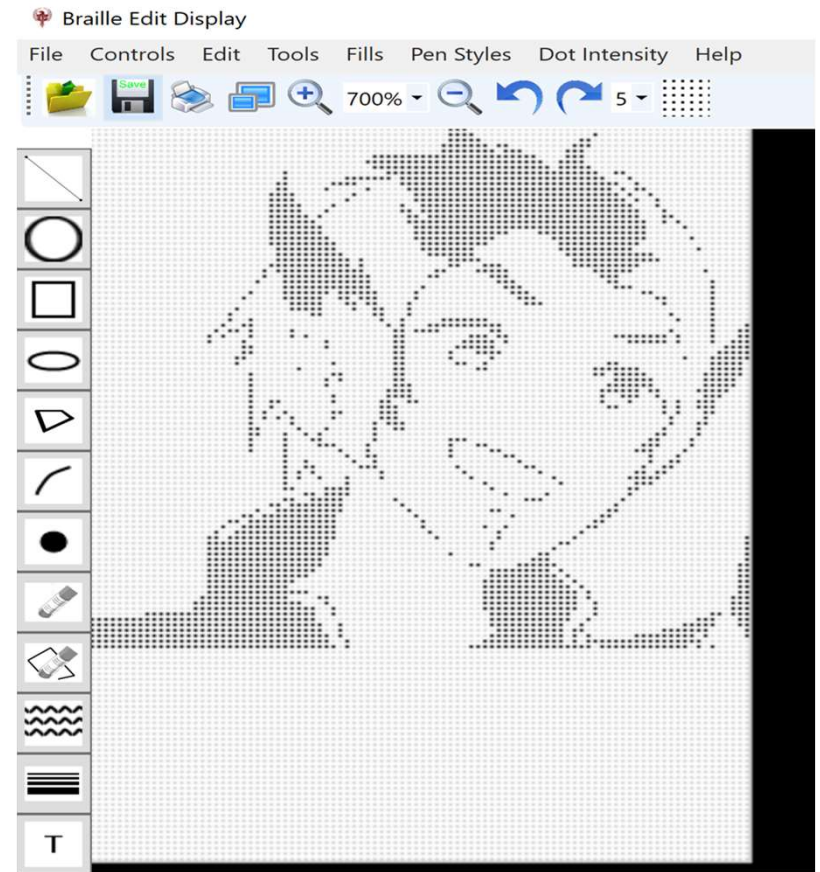 Braille Edit Display
File Controls Edit Tools Fills Pen Styles Dot Intensity Help
Save
700% 5
T